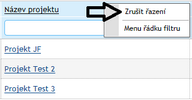 Název projektu
Zrušit řazení
Menu řádku filtru
Projekt JF
Projekt Test 2
Projekt Test 3